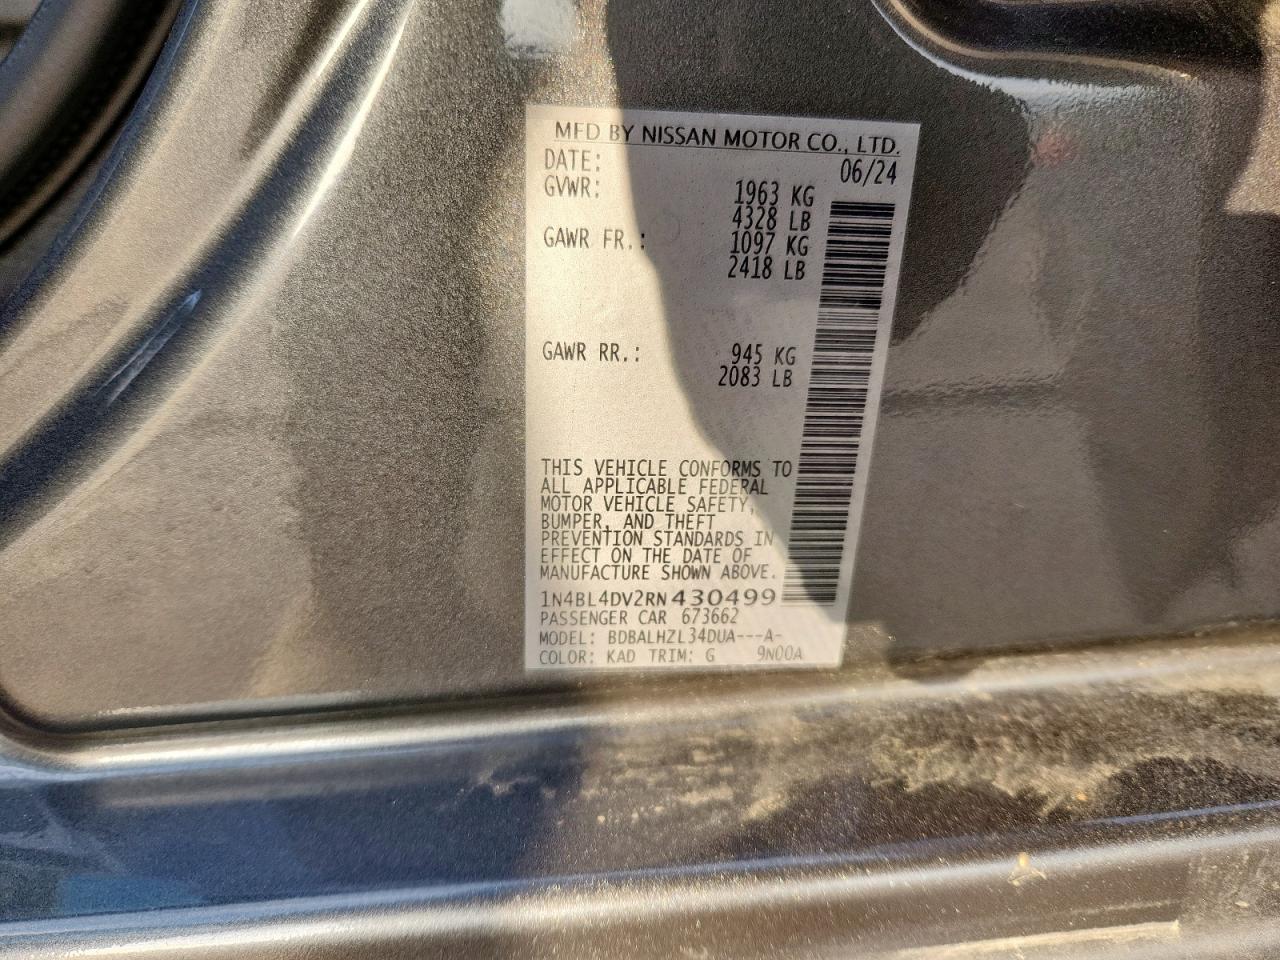 MFD BY NISSAN MOTOR CO., LTD.
DATE: 06/24
GVWR: 1963 KG
4328 LB
GAWR FR.: 1097 KG
2418 LB
GAWR RR.: 945 KG
2083 LB
THIS VEHICLE CONFORMS TO
ALL APPLICABLE FEDERAL
MOTOR VEHICLE SAFETY,
BUMPER, AND THEFT
PREVENTION STANDARDS IN
EFFECT ON THE DATE OF
MANUFACTURE SHOWN ABOVE.
1N4BL4DV2RN430499
PASSENGER CAR 673662
MODEL: BDBALHZL34DUA---A-
COLOR: KAD TRIM: G 9N00A